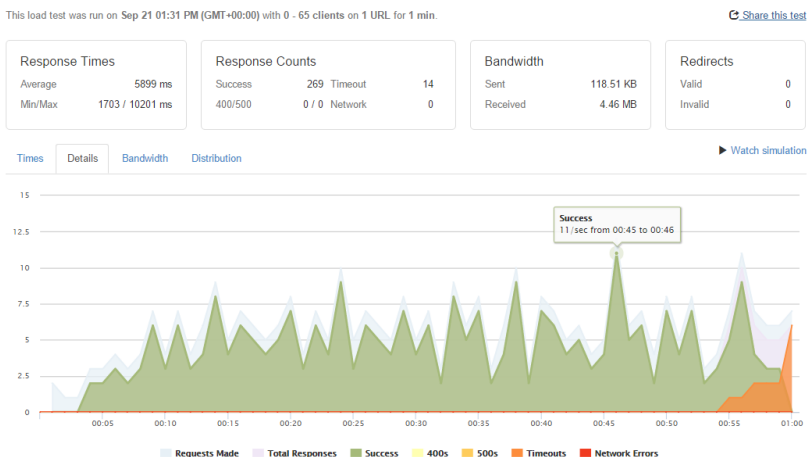 This load test was run on Sep 21 01:31 PM (GMT+00:00) with 0 - 65 clients on 1 URL for 1 min.
Share this test
Response Times
Average 5899 ms
Min/Max 1703 / 10201 ms
Response Counts
Success 269 Timeout 14
400/500 0 / 0 Network 0
Bandwidth
Sent 118.51 KB
Received 4.46 MB
Redirects
Valid 0
Invalid 0
Times Details Bandwidth Distribution
Watch simulation
15
12.5
10
7.5
5
2.5
0
Success
11/sec from 00:45 to 00:46
00:05 00:10 00:15 00:20 00:25 00:30 00:35 00:40 00:45 00:50 00:55 01:00
Requests Made Total Responses Success 400s 500s Timeouts Network Errors